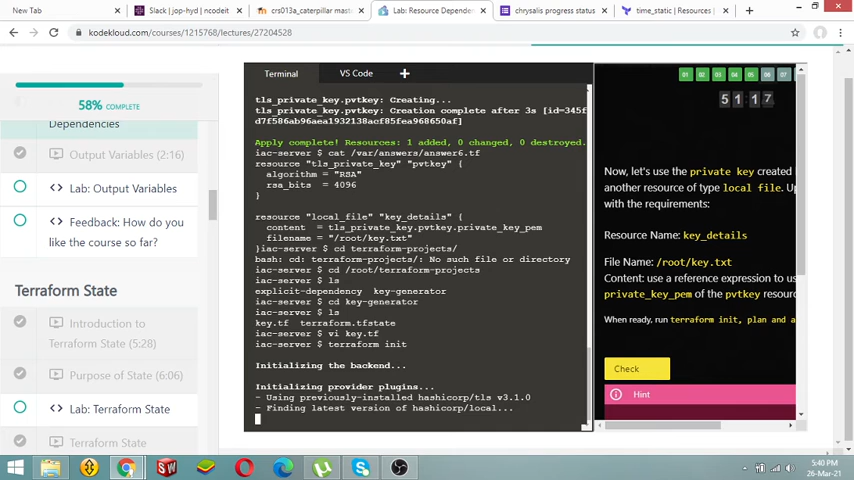 New Tab
Slack | jop-hyd | ncodeit
crs013a_caterpillar mast
Lab: Resource Depende
chrysalis progress status
time_static | Resources |
kodekloud.com/courses/1215768/lectures/27204528
58% COMPLETE
Dependencies
Output Variables (2:16)
<> Lab: Output Variables
<> Feedback: How do you
like the course so far?
Terraform State
Introduction to
Terraform State (5:28)
Purpose of State (6:06)
<> Lab: Terraform State
Terraform State
Terminal
VS Code
tls_private_key.pvtkey: Creating...
tls_private_key.pvtkey: Creation complete after 3s [id=345f
d7f586ab96aea1932138acf85fea968650af]
Apply complete! Resources: 1 added, 0 changed, 0 destroyed.
iac-server $ cat /var/answers/answer6.tf
resource "tls_private_key" "pvtkey" {
algorithm = "RSA"
rsa_bits = 4096
}
resource "local_file" "key_details" {
content = tls_private_key.pvtkey.private_key_pem
filename = "/root/key.txt"
}iac-server $ cd terraform-projects/
bash: cd: terraform-projects/: No such file or directory
iac-server $ cd /root/terraform-projects
iac-server $ ls
explicit-dependency key-generator
iac-server $ cd key-generator
iac-server $ ls
key.tf terraform.tfstate
iac-server $ vi key.tf
iac-server $ terraform init
Initializing the backend...
Initializing provider plugins...
- Using previously-installed hashicorp/tls v3.1.0
- Finding latest version of hashicorp/local...
01 02 03 04 05 06 07
51 17
Now, let's use the private key created
another resource of type local file. Up
with the requirements:
Resource Name: key_details
File Name: /root/key.txt
Content: use a reference expression to us
private_key_pem of the pvtkey resourc
When ready, run terraform init, plan and a
Check
Hint
5:40 PM
26-Mar-21